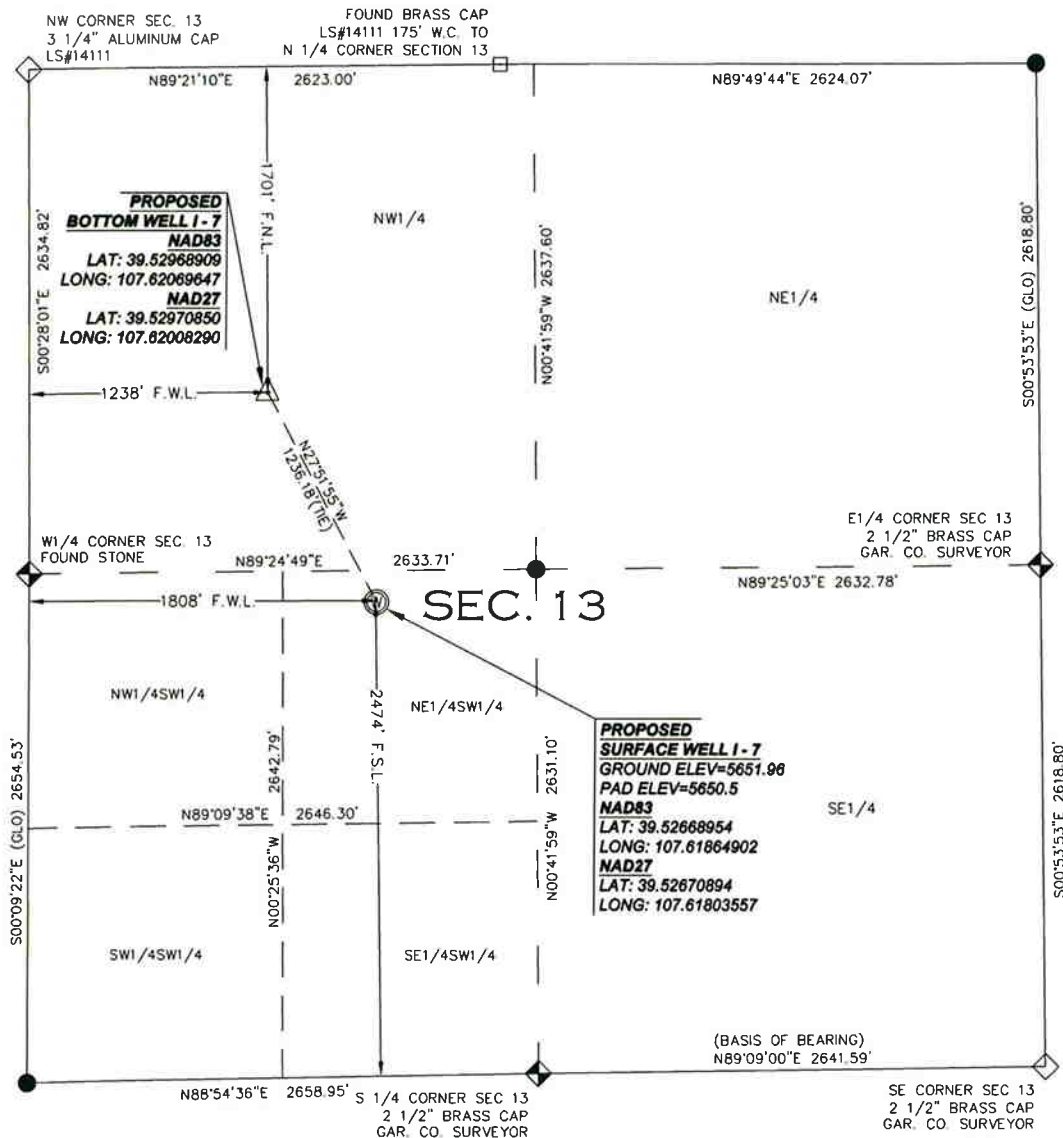 NW CORNER SEC. 13
3 1/4" ALUMINUM CAP
LS#14111
FOUND BRASS CAP
LS#14111 175' W.C. TO
N 1/4 CORNER SECTION 13
N89°21'10"E 2623.00'
N89°49'44"E 2624.07'
S00°28'01"E 2634.82'
1701' F.N.L.
PROPOSED
BOTTOM WELL I - 7
NAD83
LAT: 39.52968909
LONG: 107.62069647
NAD27
LAT: 39.52970850
LONG: 107.62008290
NW1/4
N00°41'59"W 2637.60'
NE1/4
S00°53'53"E (GLO) 2618.80'
1238' F.W.L.
N27°51'55"W
1236.18'(TIE)
W1/4 CORNER SEC. 13
FOUND STONE
N89°24'49"E 2633.71'
E1/4 CORNER SEC 13
2 1/2" BRASS CAP
GAR. CO. SURVEYOR
N89°25'03"E 2632.78'
1808' F.W.L.
SEC. 13
NW1/4SW1/4
2474' F.S.L.
NE1/4SW1/4
PROPOSED
SURFACE WELL I - 7
GROUND ELEV=5651.96
PAD ELEV=5650.5
NAD83
LAT: 39.52668954
LONG: 107.61864902
NAD27
LAT: 39.52670894
LONG: 107.61803557
S00°09'22"E (GLO) 2654.53'
N00°25'36"W 2642.79'
N89°09'38"E 2646.30'
N00°41'59"W 2631.10'
SE1/4
S00°53'53"E 2618.80'
SW1/4SW1/4
SE1/4SW1/4
(BASIS OF BEARING)
N89°09'00"E 2641.59'
N88°54'36"E 2658.95'
S 1/4 CORNER SEC 13
2 1/2" BRASS CAP
GAR. CO. SURVEYOR
SE CORNER SEC 13
2 1/2" BRASS CAP
GAR. CO. SURVEYOR